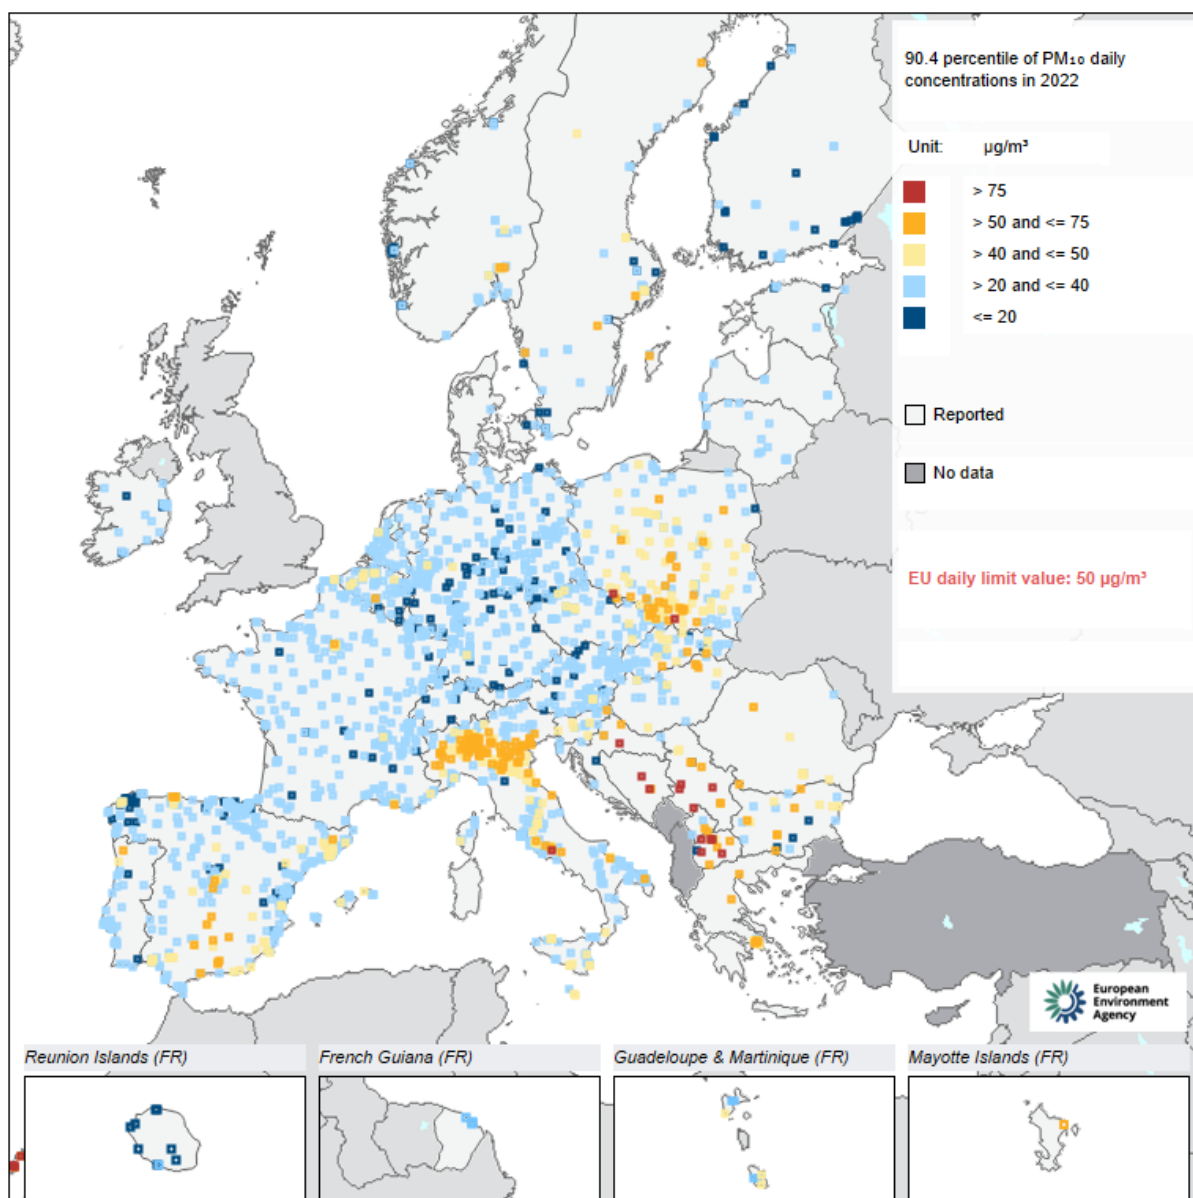 90.4 percentile of PM₁₀ daily
concentrations in 2022
Unit: µg/m³
> 75
> 50 and <= 75
> 40 and <= 50
> 20 and <= 40
<= 20
Reported
No data
EU daily limit value: 50 µg/m³
European
Environment
Agency
Reunion Islands (FR)
French Guiana (FR)
Guadeloupe & Martinique (FR)
Mayotte Islands (FR)